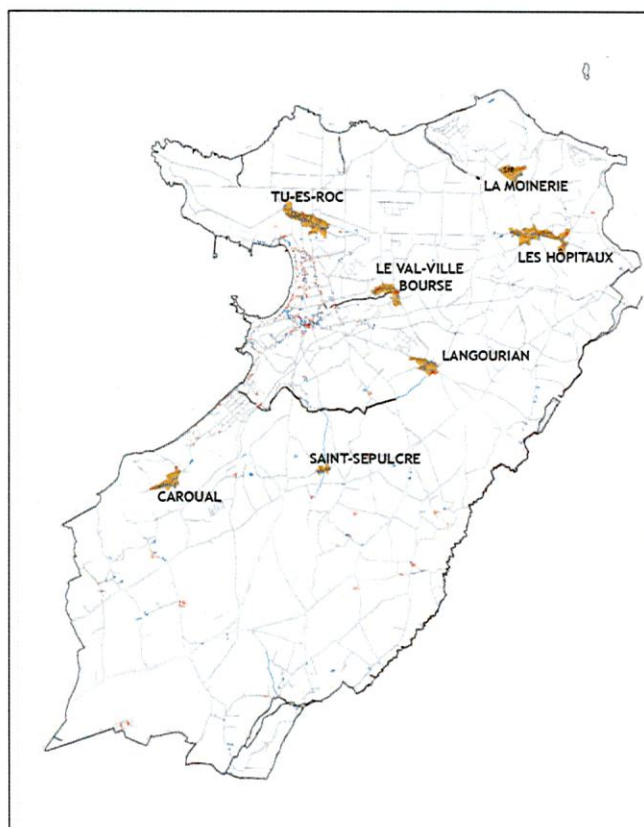 LA MOINERIE
TU-ES-ROC
LES HOPITAUX
LE VAL-VILLE
BOURSE
LANGOURIAN
SAINT-SEPULCRE
CAROUAL